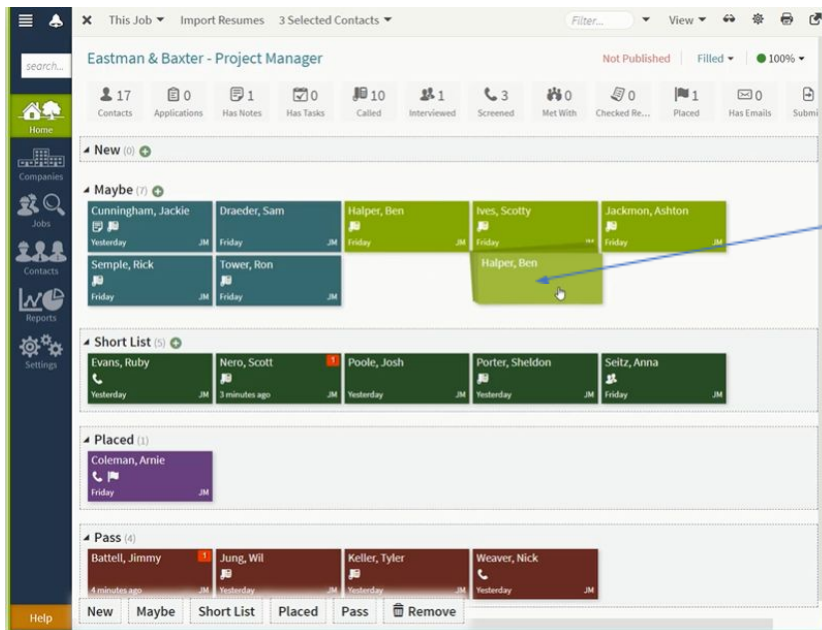 This Job Import Resumes 3 Selected Contacts Filter... View
search...
Eastman & Baxter - Project Manager Not Published Filled 100%
17 0 1 0 10 1 3 0 0 1 0
Contacts Applications Has Notes Has Tasks Called Interviewed Screened Met With Checked Re... Placed Has Emails Submi
Home
Companies
Jobs
Contacts
Reports
Settings
Help
New (0)
Maybe (7)
Cunningham, Jackie Draeder, Sam Halper, Ben Ives, Scotty Jackmon, Ashton
Yesterday JM Friday JM Friday JM Friday JM Friday JM
Semple, Rick Tower, Ron Halper, Ben
Friday JM Friday JM
Short List (5)
Evans, Ruby Nero, Scott 1 Poole, Josh Porter, Sheldon Seitz, Anna
Yesterday JM 3 minutes ago JM Yesterday JM Yesterday JM Friday JM
Placed (1)
Coleman, Arnie
Friday JM
Pass (4)
Battell, Jimmy 1 Jung, Wil Keller, Tyler Weaver, Nick
4 minutes ago JM Yesterday JM Yesterday JM Yesterday JM
New Maybe Short List Placed Pass Remove